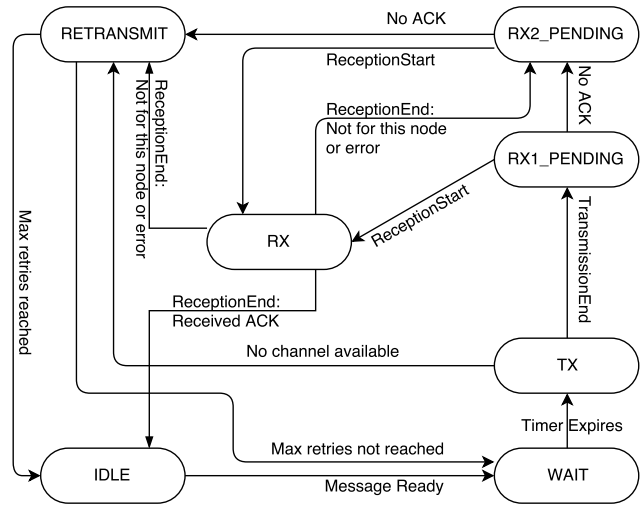 RETRANSMIT
No ACK
RX2_PENDING
ReceptionStart
ReceptionEnd:
Not for this node or error
ReceptionEnd:
Not for this node
or error
No ACK
RX1_PENDING
ReceptionStart
RX
Max retries reached
TransmissionEnd
ReceptionEnd:
Received ACK
No channel available
TX
Timer Expires
Max retries not reached
IDLE
Message Ready
WAIT